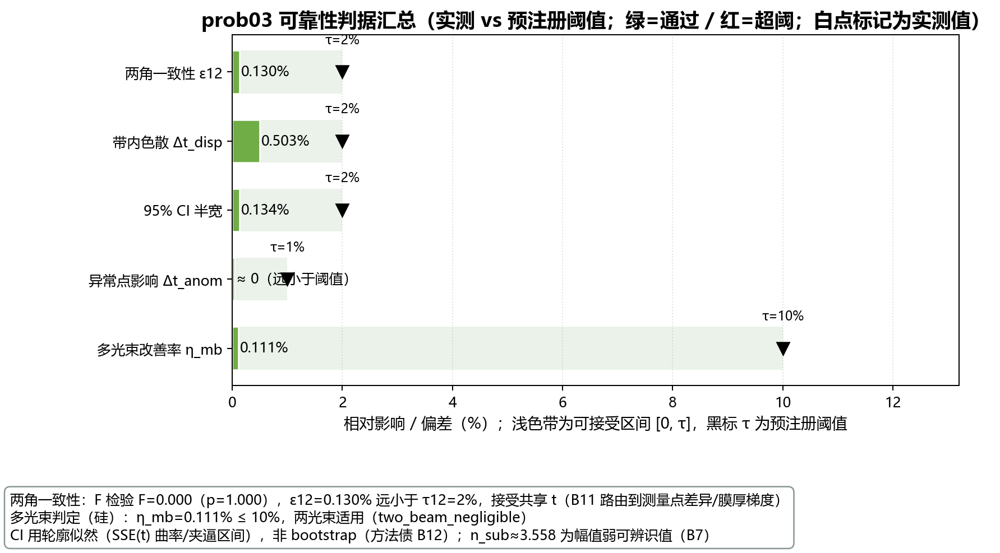 prob03 可靠性判据汇总（实测 vs 预注册阈值；绿=通过 / 红=超阈；白点标记为实测值）
τ=2%
两角一致性 ε12
0.130%
τ=2%
带内色散 Δt_disp
0.503%
τ=2%
95% CI 半宽
0.134%
τ=1%
异常点影响 Δt_anom
≈ 0（远小于阈值）
τ=10%
多光束改善率 η_mb
0.111%
0 2 4 6 8 10 12
相对影响 / 偏差（%）；浅色带为可接受区间 [0, τ]，黑标 τ 为预注册阈值
两角一致性：F 检验 F=0.000（p=1.000），ε12=0.130% 远小于 τ12=2%，接受共享 t（B11 路由到测量点差异/膜厚梯度）
多光束判定（硅）：η_mb=0.111% ≤ 10%，两光束适用（two_beam_negligible）
CI 用轮廓似然（SSE(t) 曲率/夹逼区间），非 bootstrap（方法债 B12）；n_sub≈3.558 为幅值弱可辨识值（B7）